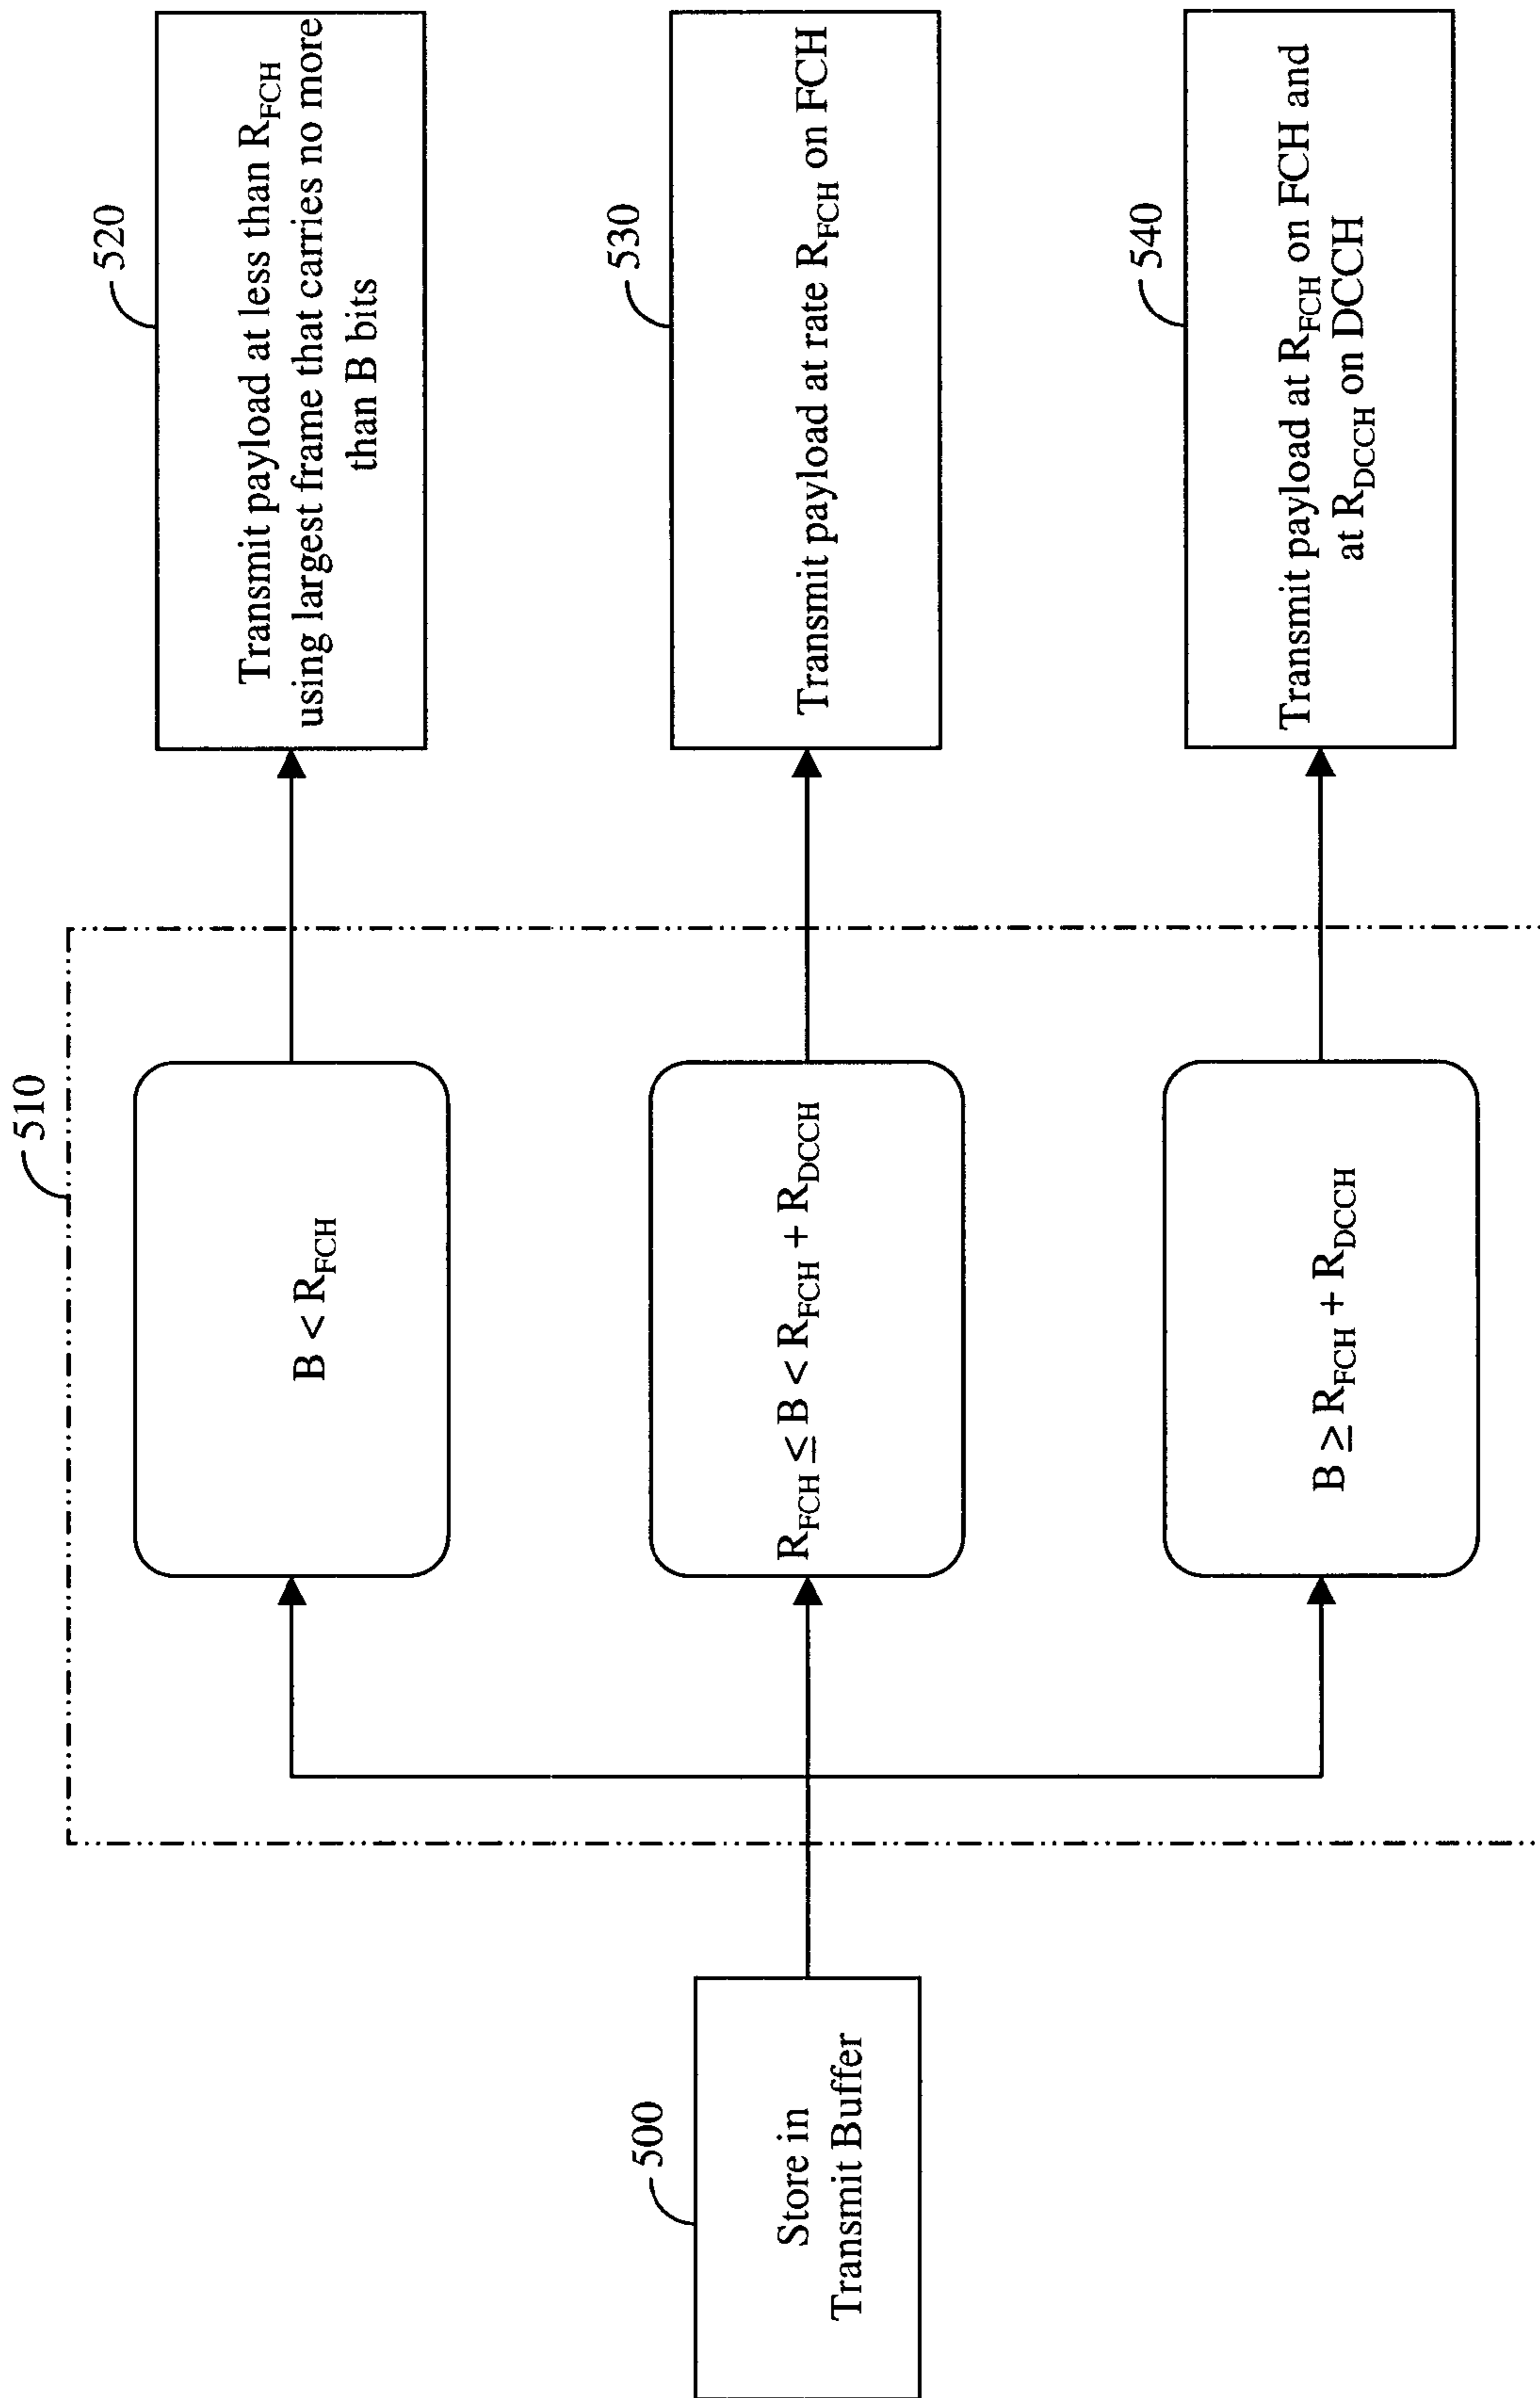 500
Store in
Transmit Buffer
510
B < R_FCH
R_FCH ≤ B < R_FCH + R_DCCH
B ≥ R_FCH + R_DCCH
520
Transmit payload at less than R_FCH
using largest frame that carries no more
than B bits
530
Transmit payload at rate R_FCH on FCH
540
Transmit payload at R_FCH on FCH and
at R_DCCH on DCCH